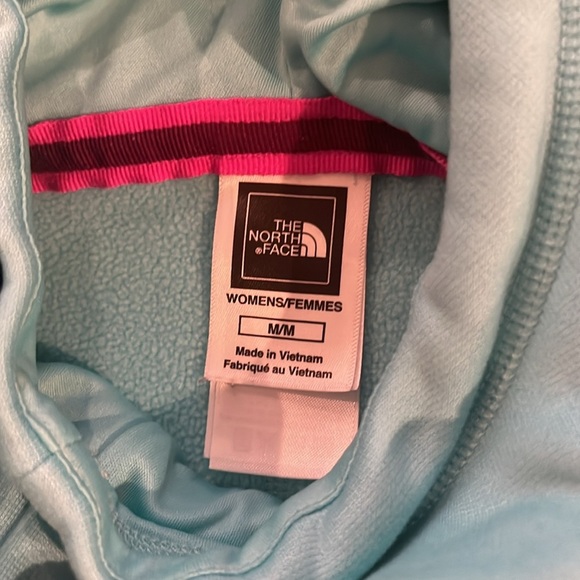 THE
NORTH
®FACE
WOMENS/FEMMES
M/M
Made in Vietnam
Fabriqué au Vietnam